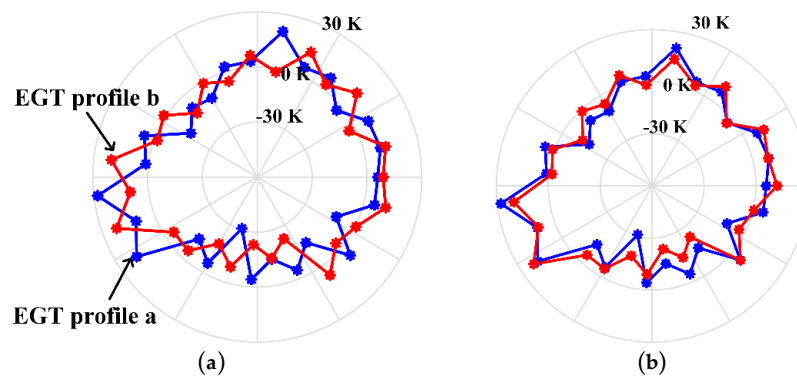 30 K
0 K
-30 K
EGT profile b
EGT profile a
(a)
30 K
0 K
-30 K
(b)